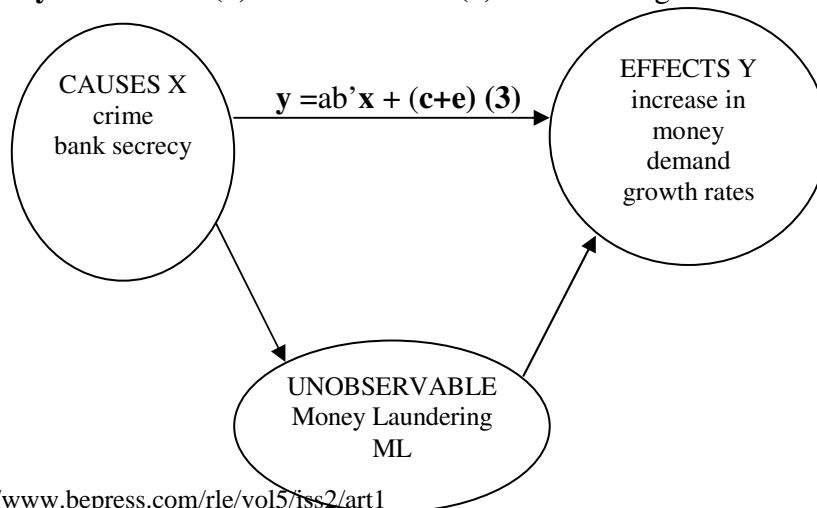 CAUSES X
crime
bank secrecy
y =ab’x + (c+e) (3)
EFFECTS Y
increase in
money
demand
growth rates
UNOBSERVABLE
Money Laundering
ML
/www.bepress.com/rle/vol5/iss2/art1